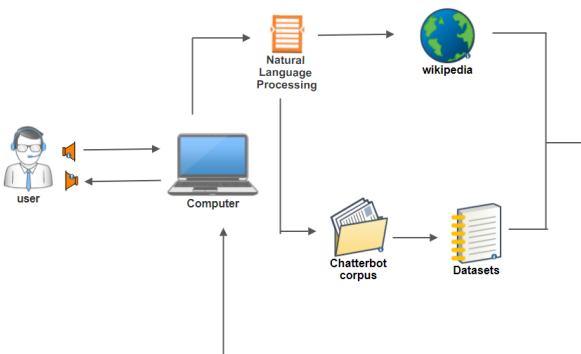 Natural
Language
Processing
wikipedia
user
Computer
Chatterbot
corpus
Datasets